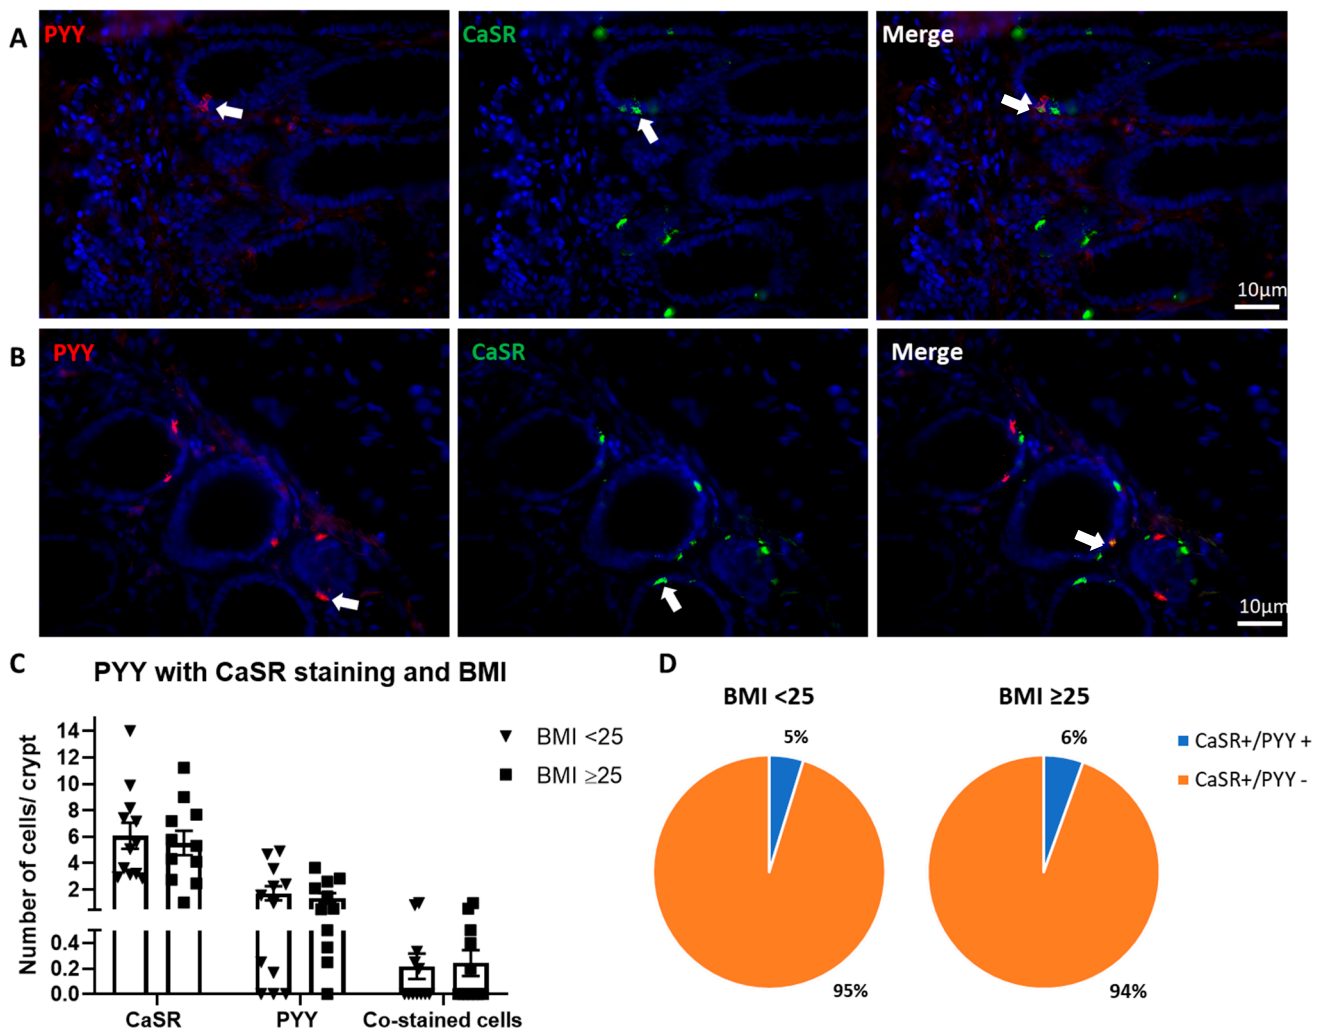 A
PYY
CaSR
Merge
10μm
B
PYY
CaSR
Merge
10μm
C
PYY with CaSR staining and BMI
Number of cells/ crypt
14
12
10
8
6
4
2
0.4
0.2
0.0
BMI <25
BMI ≥25
CaSR
PYY
Co-stained cells
D
BMI <25
5%
95%
BMI ≥25
6%
94%
CaSR+/PYY +
CaSR+/PYY -